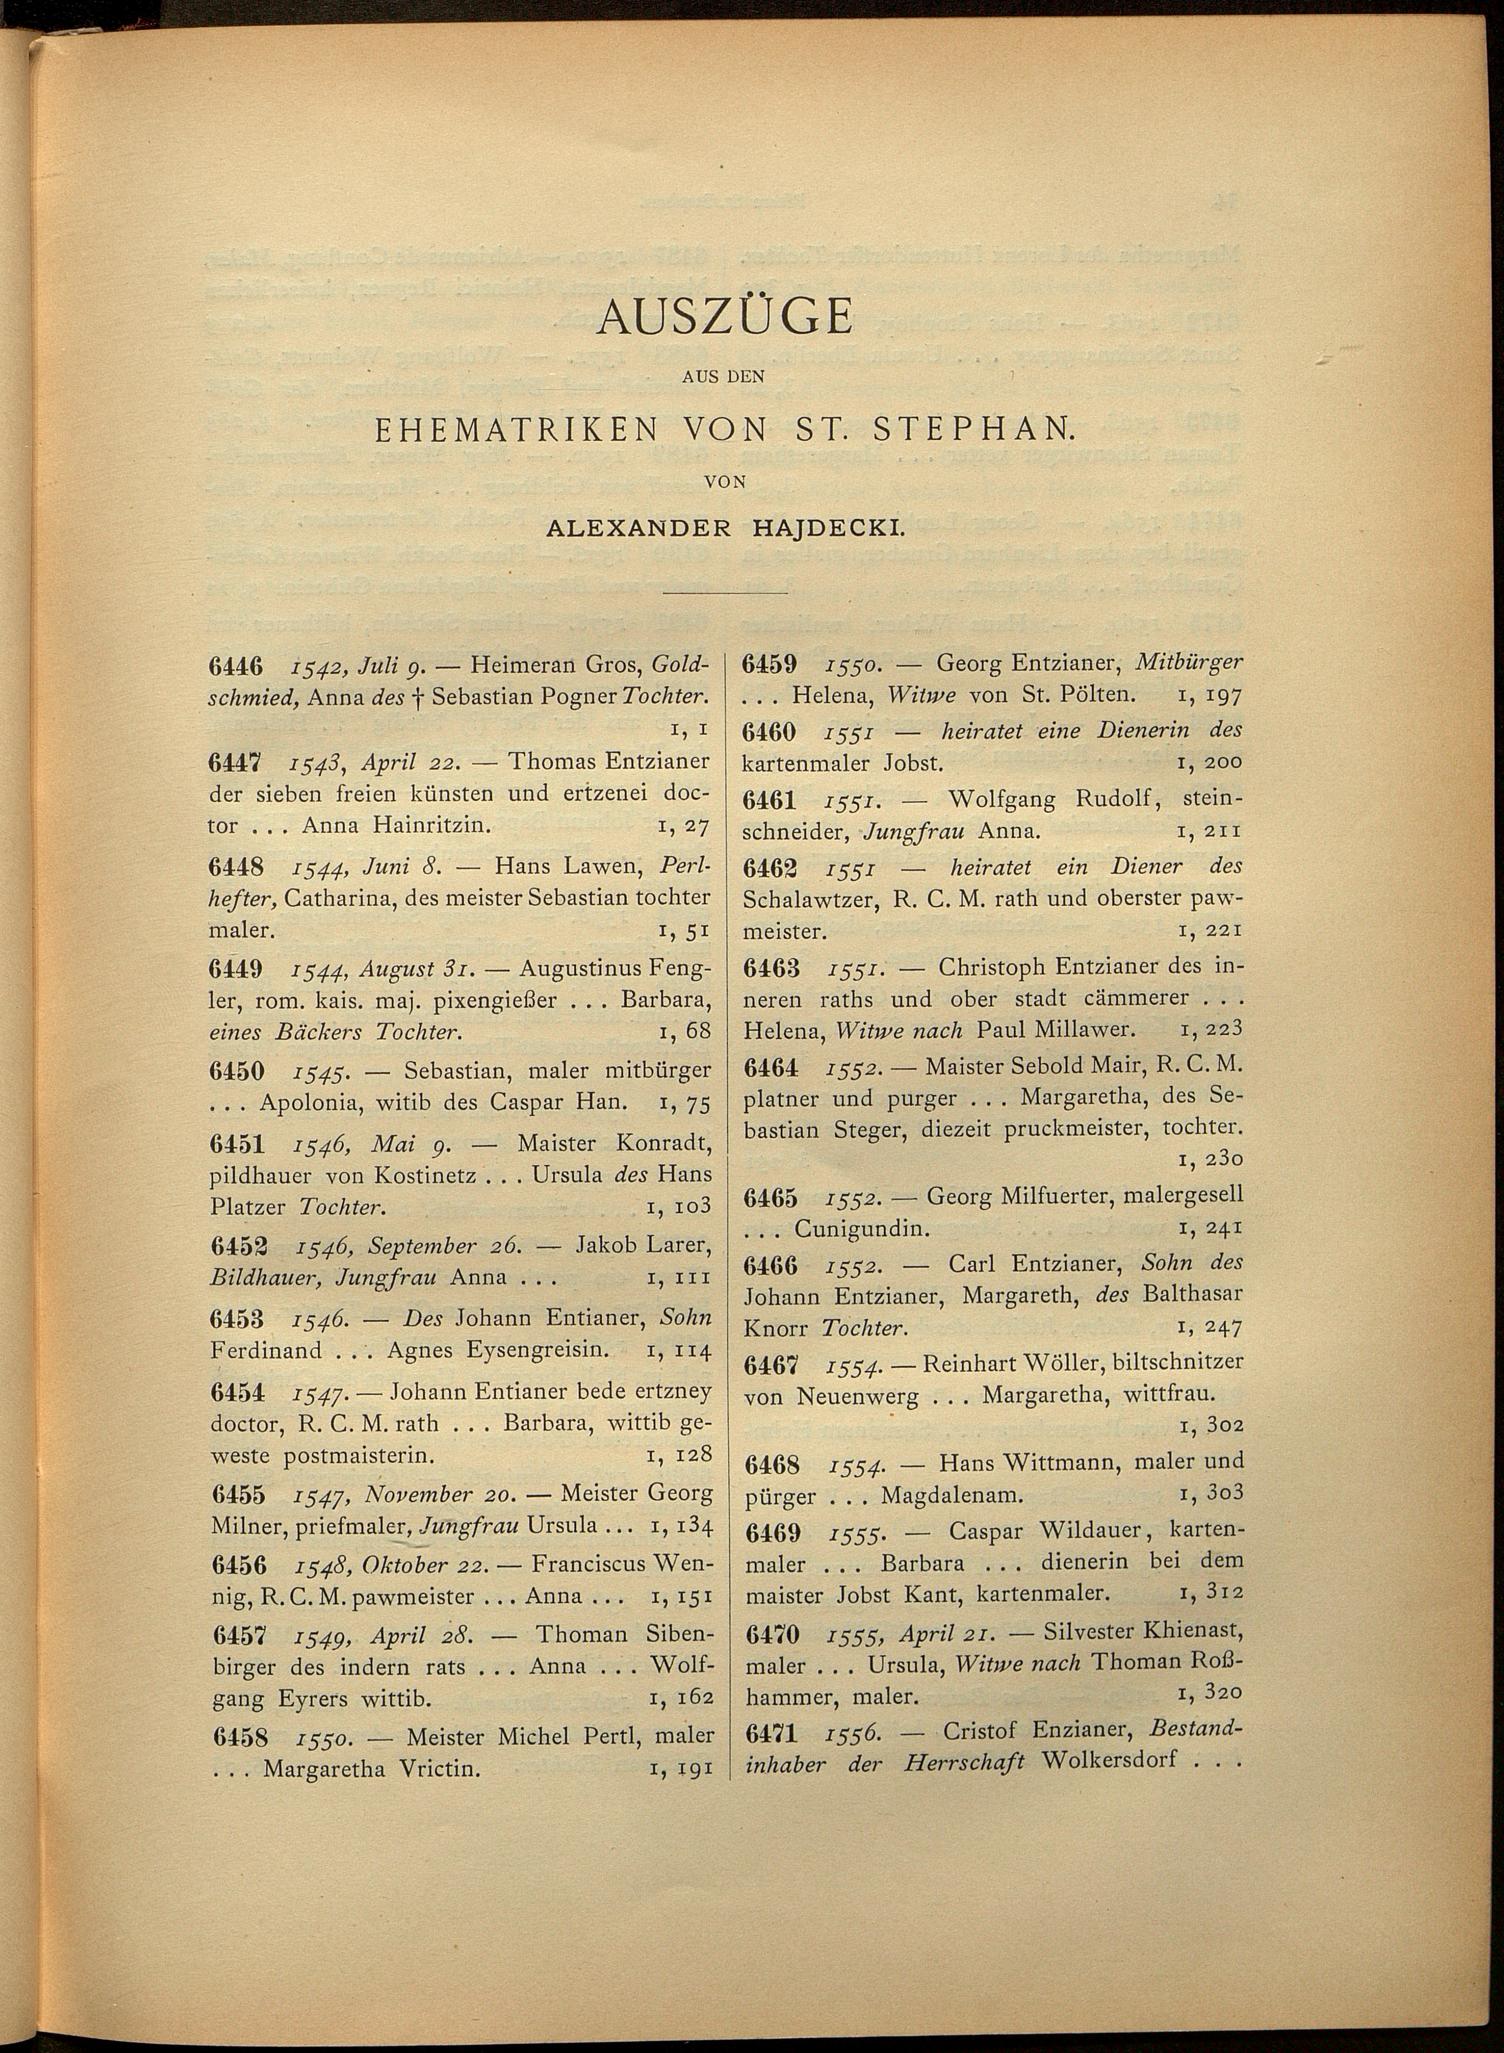 AUSZÜGE
AUS DEN
EHEMATRIKEN VON ST. STEPHAN.
VON
ALEXANDER HAJDECKI.
6446 1542, Juli 9. — Heimeran Gros, Gold-
schmied, Anna des † Sebastian Pogner Tochter.
1, 1
6447 1543, April 22. — Thomas Entzianer
der sieben freien künsten und ertzenei doc-
tor ... Anna Hainritzin. 1, 27
6448 1544, Juni 8. — Hans Lawen, Perl-
hefter, Catharina, des meister Sebastian tochter
maler. 1, 51
6449 1544, August 31. — Augustinus Feng-
ler, rom. kais. maj. pixengießer ... Barbara,
eines Bäckers Tochter. 1, 68
6450 1545. — Sebastian, maler mitbürger
... Apolonia, witib des Caspar Han. 1, 75
6451 1546, Mai 9. — Maister Konradt,
pildhauer von Kostinetz ... Ursula des Hans
Platzer Tochter. 1, 103
6452 1546, September 26. — Jakob Larer,
Bildhauer, Jungfrau Anna ... 1, 111
6453 1546. — Des Johann Entianer, Sohn
Ferdinand ... Agnes Eysengreisin. 1, 114
6454 1547. — Johann Entianer bede ertzney
doctor, R. C. M. rath ... Barbara, wittib ge-
weste postmaisterin. 1, 128
6455 1547, November 20. — Meister Georg
Milner, priefmaler, Jungfrau Ursula ... 1, 134
6456 1548, Oktober 22. — Franciscus Wen-
nig, R. C. M. pawmeister ... Anna ... 1, 151
6457 1549, April 28. — Thoman Siben-
birger des indern rats ... Anna ... Wolf-
gang Eyrers wittib. 1, 162
6458 1550. — Meister Michel Pertl, maler
... Margaretha Vrictin. 1, 191
6459 1550. — Georg Entzianer, Mitbürger
... Helena, Witwe von St. Pölten. 1, 197
6460 1551 — heiratet eine Dienerin des
kartenmaler Jobst. 1, 200
6461 1551. — Wolfgang Rudolf, stein-
schneider, Jungfrau Anna. 1, 211
6462 1551 — heiratet ein Diener des
Schalawtzer, R. C. M. rath und oberster paw-
meister. 1, 221
6463 1551. — Christoph Entzianer des in-
neren raths und ober stadt cämmerer ...
Helena, Witwe nach Paul Millawer. 1, 223
6464 1552. — Maister Sebold Mair, R. C. M.
platner und purger ... Margaretha, des Se-
bastian Steger, diezeit pruckmeister, tochter.
1, 230
6465 1552. — Georg Milfuerter, malergesell
... Cunigundin. 1, 241
6466 1552. — Carl Entzianer, Sohn des
Johann Entzianer, Margareth, des Balthasar
Knorr Tochter. 1, 247
6467 1554. — Reinhart Wöller, biltschnitzer
von Neuenwerg ... Margaretha, wittfrau.
1, 302
6468 1554. — Hans Wittmann, maler und
pürger ... Magdalenam. 1, 303
6469 1555. — Caspar Wildauer, karten-
maler ... Barbara ... dienerin bei dem
maister Jobst Kant, kartenmaler. 1, 312
6470 1555, April 21. — Silvester Khienast,
maler ... Ursula, Witwe nach Thoman Roß-
hammer, maler. 1, 320
6471 1556. — Cristof Enzianer, Bestand-
inhaber der Herrschaft Wolkersdorf ...